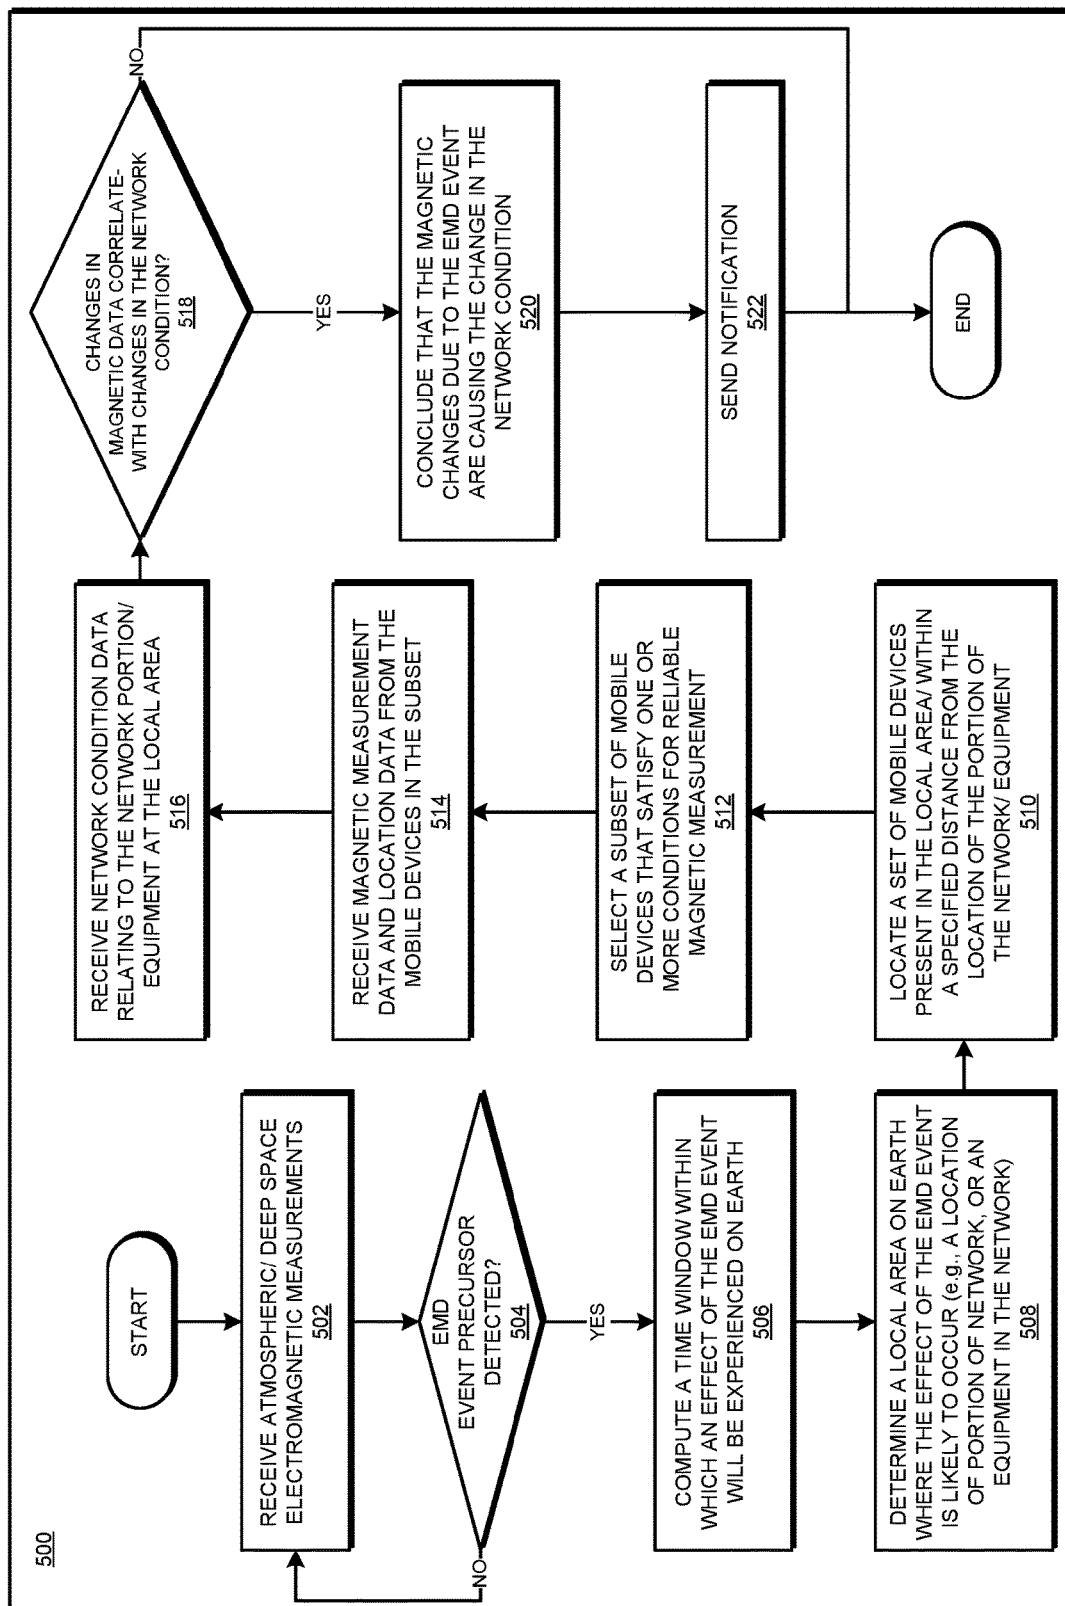 500
START
RECEIVE ATMOSPHERIC/ DEEP SPACE
ELECTROMAGNETIC MEASUREMENTS
502
EMD
EVENT PRECURSOR
DETECTED?
504
NO
YES
COMPUTE A TIME WINDOW WITHIN
WHICH AN EFFECT OF THE EMD EVENT
WILL BE EXPERIENCED ON EARTH
506
DETERMINE A LOCAL AREA ON EARTH
WHERE THE EFFECT OF THE EMD EVENT
IS LIKELY TO OCCUR (e.g., A LOCATION
OF PORTION OF NETWORK, OR AN
EQUIPMENT IN THE NETWORK)
508
LOCATE A SET OF MOBILE DEVICES
PRESENT IN THE LOCAL AREA/ WITHIN
A SPECIFIED DISTANCE FROM THE
LOCATION OF THE PORTION OF
THE NETWORK/ EQUIPMENT
510
SELECT A SUBSET OF MOBILE
DEVICES THAT SATISFY ONE OR
MORE CONDITIONS FOR RELIABLE
MAGNETIC MEASUREMENT
512
RECEIVE MAGNETIC MEASUREMENT
DATA AND LOCATION DATA FROM THE
MOBILE DEVICES IN THE SUBSET
514
RECEIVE NETWORK CONDITION DATA
RELATING TO THE NETWORK PORTION/
EQUIPMENT AT THE LOCAL AREA
516
CHANGES IN
MAGNETIC DATA CORRELATE-
WITH CHANGES IN THE NETWORK
CONDITION?
518
NO
YES
CONCLUDE THAT THE MAGNETIC
CHANGES DUE TO THE EMD EVENT
ARE CAUSING THE CHANGE IN THE
NETWORK CONDITION
520
SEND NOTIFICATION
522
END